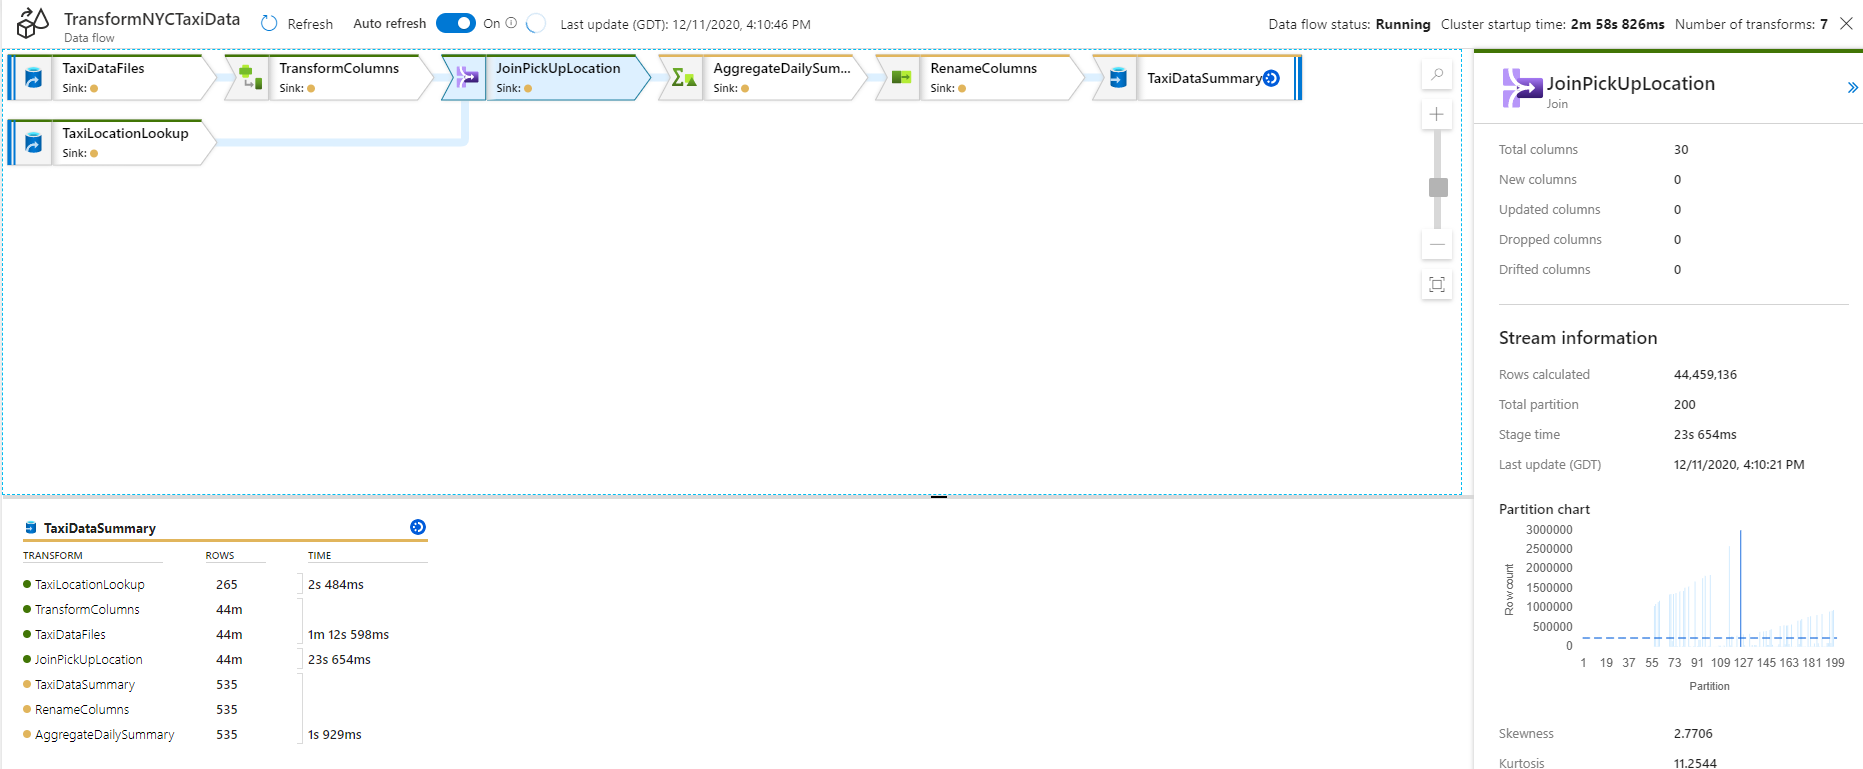 TransformNYCTaxiData
Data flow
Refresh
Auto refresh
On
Last update (GDT): 12/11/2020, 4:10:46 PM
Data flow status: Running Cluster startup time: 2m 58s 826ms Number of transforms: 7
TaxiDataFiles
Sink:
TransformColumns
Sink:
JoinPickUpLocation
Sink:
AggregateDailySum...
Sink:
RenameColumns
Sink:
TaxiDataSummary
TaxiLocationLookup
Sink:
TaxiDataSummary
TRANSFORM ROWS TIME
TaxiLocationLookup 265 2s 484ms
TransformColumns 44m
TaxiDataFiles 44m 1m 12s 598ms
JoinPickUpLocation 44m 23s 654ms
TaxiDataSummary 535
RenameColumns 535
AggregateDailySummary 535 1s 929ms
JoinPickUpLocation
Join
Total columns 30
New columns 0
Updated columns 0
Dropped columns 0
Drifted columns 0
Stream information
Rows calculated 44,459,136
Total partition 200
Stage time 23s 654ms
Last update (GDT) 12/11/2020, 4:10:21 PM
Partition chart
3000000
2500000
2000000
1500000
1000000
500000
0
Row count
1 19 37 55 73 91 109 127 145 163 181 199
Partition
Skewness 2.7706
Kurtosis 11.2544